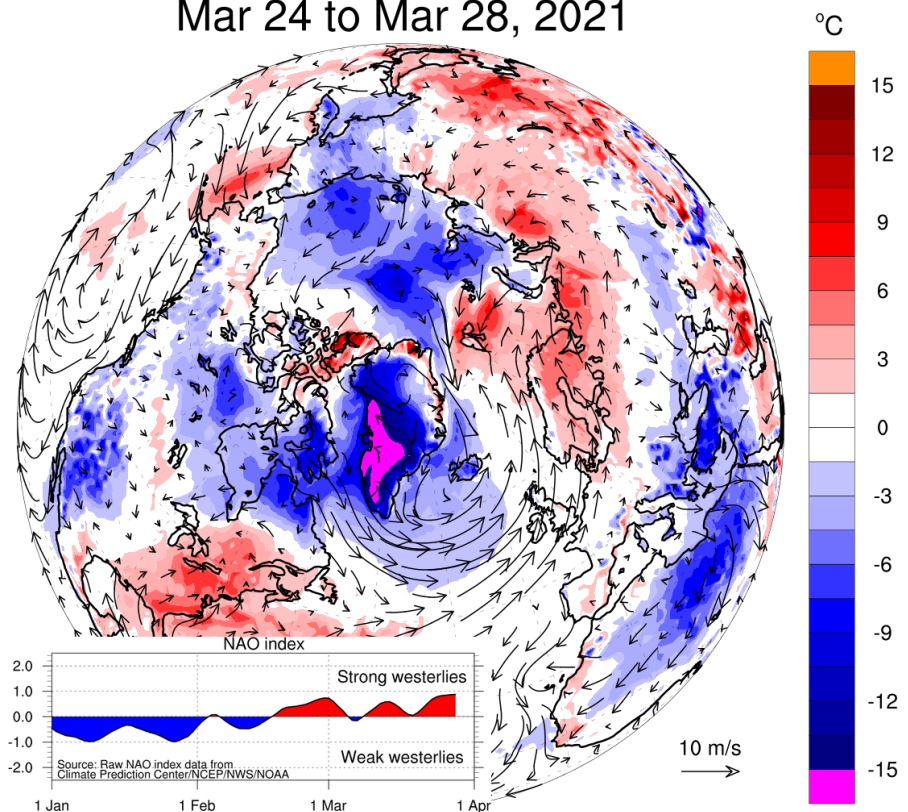 Mar 24 to Mar 28, 2021
°C
15
12
9
6
3
0
-3
-6
-9
-12
-15
NAO index
2.0
1.0
0.0
-1.0
-2.0
Strong westerlies
Weak westerlies
Source: Raw NAO index data from
Climate Prediction Center/NCEP/NWS/NOAA
1 Jan
1 Feb
1 Mar
1 Apr
10 m/s